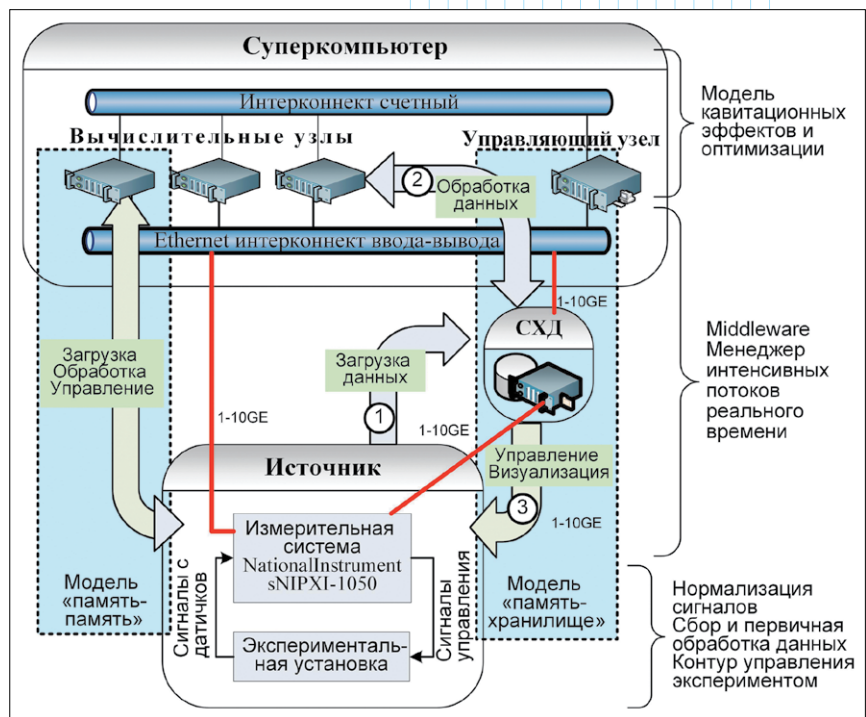 Суперкомпьютер
Интерконнект счетный
Вычислительные узлы
Управляющий узел
2
Обработка
данных
Ethernet интерконнект ввода-вывода
1-10GE
СХД
Загрузка
Обработка
Управление
Загрузка
данных
1
1-10GE
1-10GE
Источник
Управление
Визуализация
3
1-10GE
Измерительная
система
NationalInstrument
sNIPXI-1050
Сигналы с
датчиков
Сигналы
управления
Эксперименталь-
ная установка
Модель
«память-
память»
Модель
«память-
хранилище»
Модель
кавитационных
эффектов и
оптимизации
Middleware
Менеджер
интенсивных
потоков
реального
времени
Нормализация
сигналов
Сбор и первичная
обработка данных
Контур управления
экспериментом